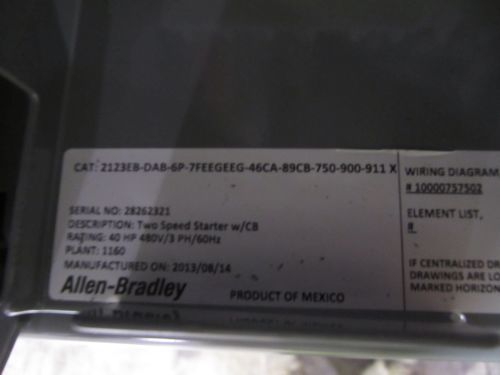 CAT: 2123EB-DAB-6P-7FEEGEEG-46CA-89CB-750-900-911 X
SERIAL NO: 28262321
DESCRIPTION: Two Speed Starter w/CB
RATING: 40 HP 480V/3 PH/60Hz
PLANT: 1160
MANUFACTURED ON: 2013/08/14
Allen-Bradley
PRODUCT OF MEXICO
WIRING DIAGRAM
# 10000757502
ELEMENT LIST,
#
IF CENTRALIZED DR
DRAWINGS ARE LO
MARKED HORIZON